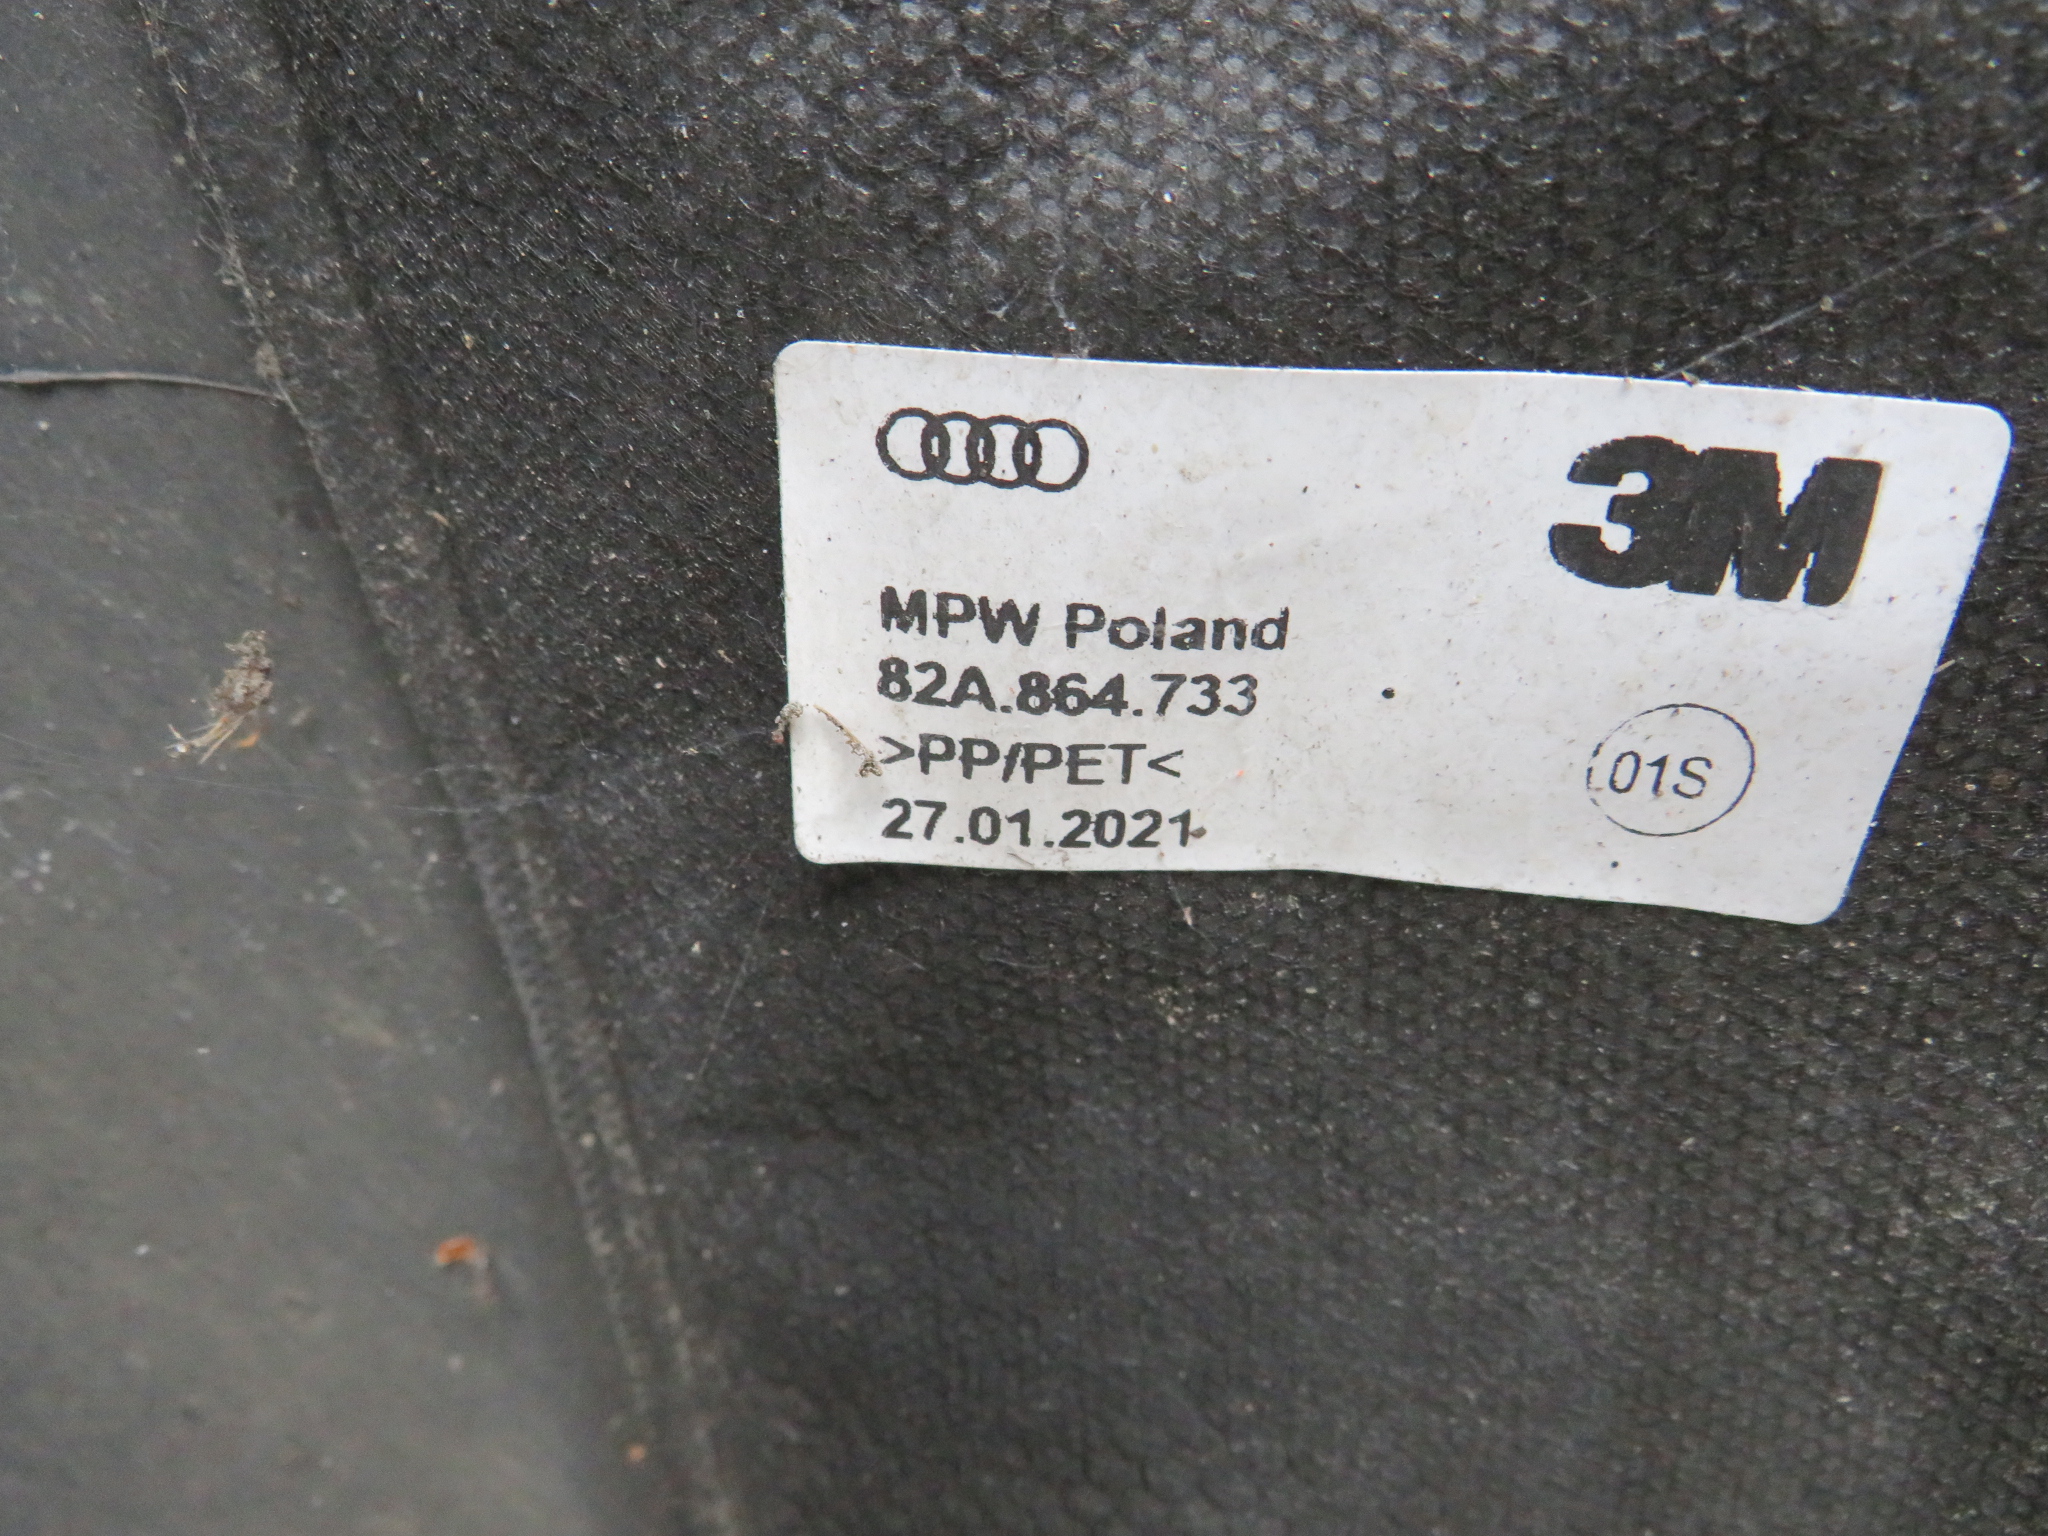 3M
MPW Poland
82A.864.733
>PP/PET<
01S
27.01.2021